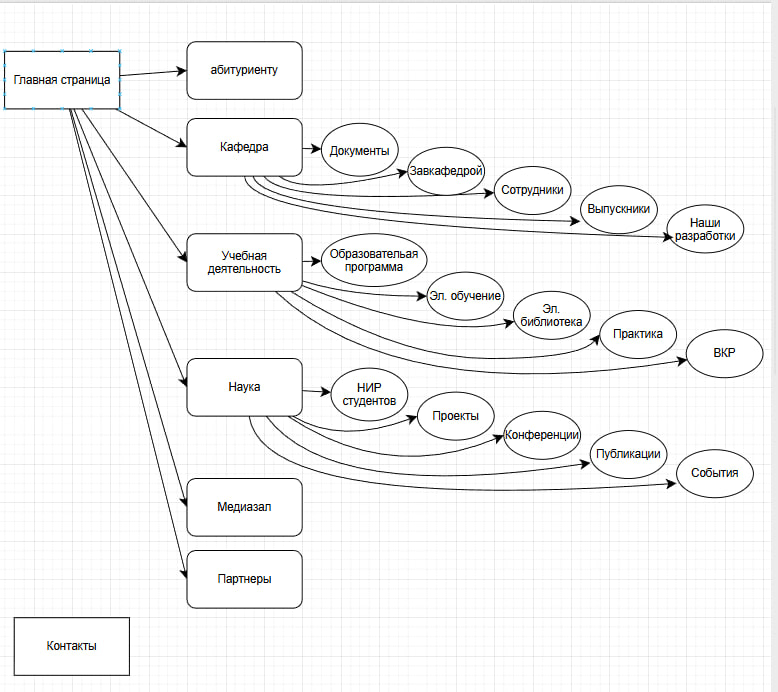 Главная страница
абитуриенту
Кафедра
Документы
Завкафедрой
Сотрудники
Выпускники
Наши
разработки
Учебная
деятельность
Образовательая
программа
Эл. обучение
Эл.
библиотека
Практика
ВКР
Наука
НИР
студентов
Проекты
Конференции
Публикации
События
Медиазал
Партнеры
Контакты